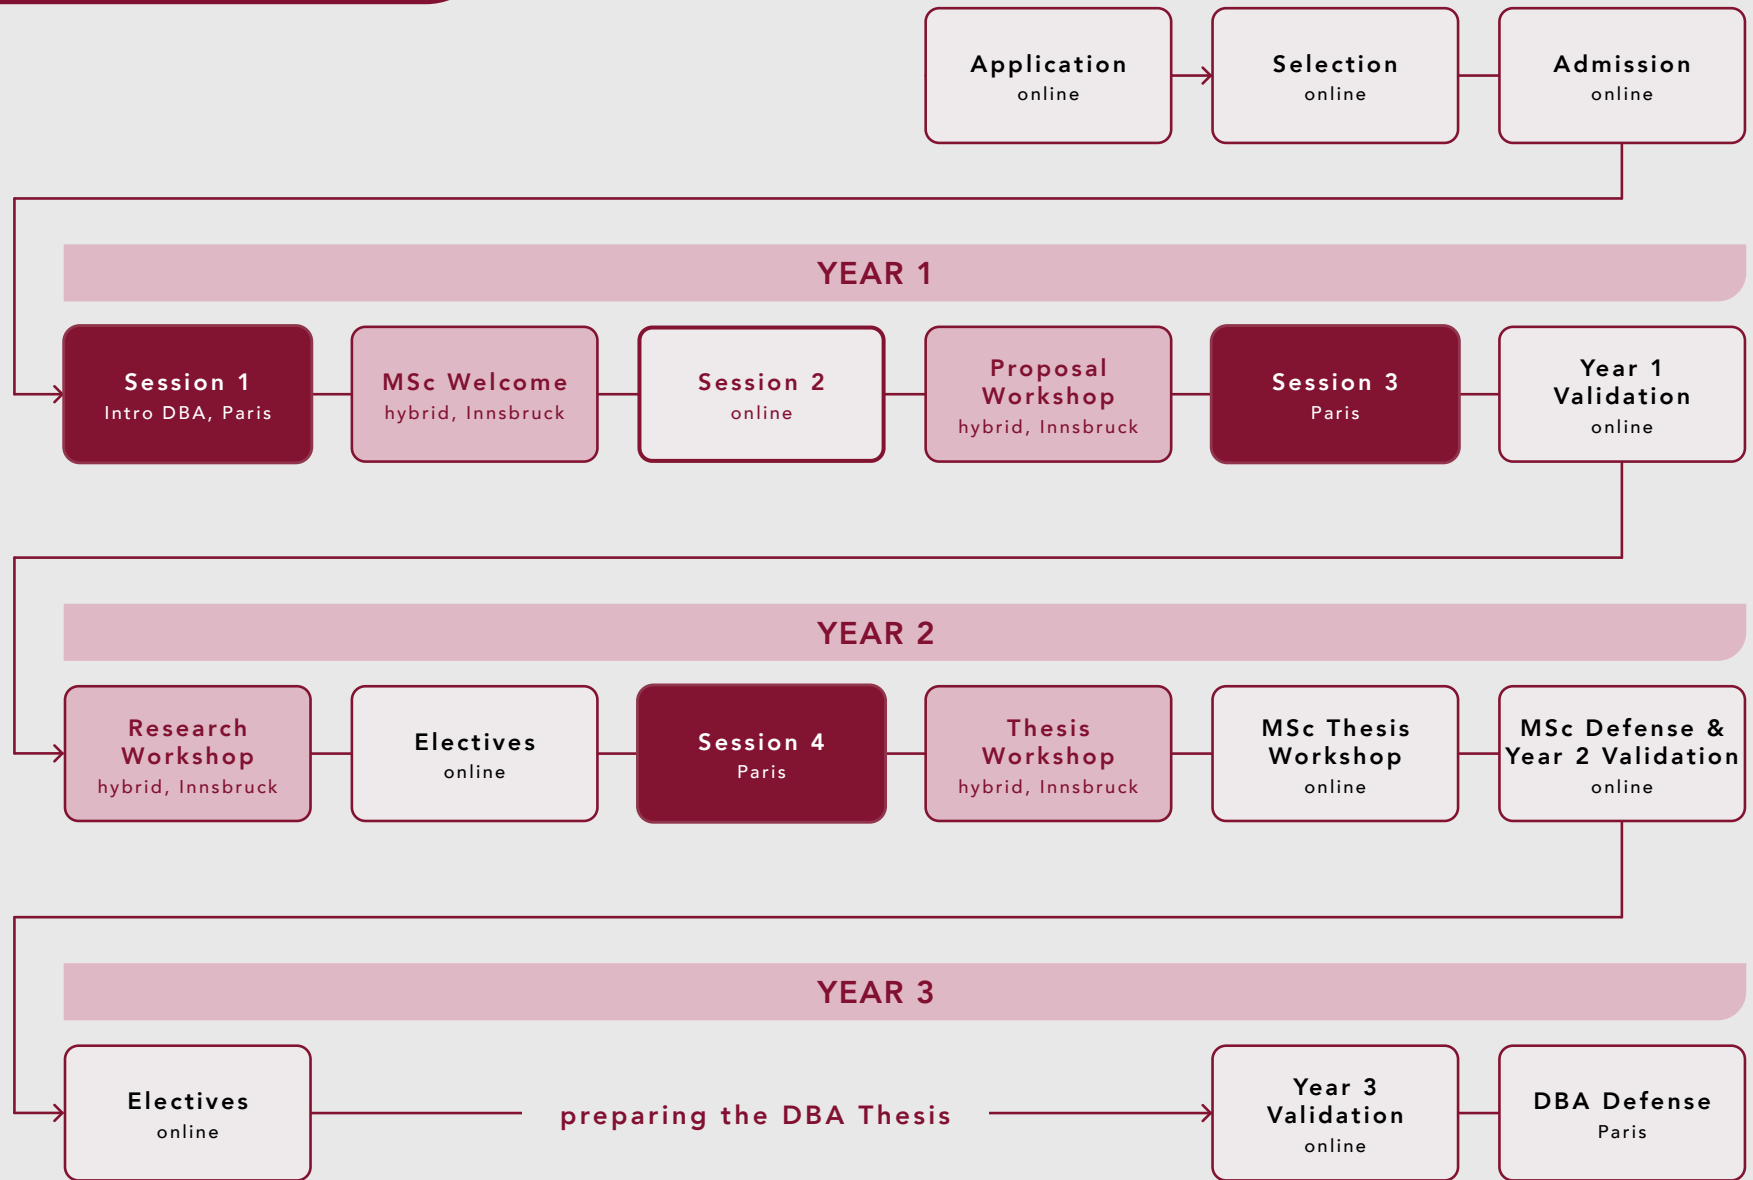 Application
online
Selection
online
Admission
online
YEAR 1
Session 1
Intro DBA, Paris
MSc Welcome
hybrid, Innsbruck
Session 2
online
Proposal
Workshop
hybrid, Innsbruck
Session 3
Paris
Year 1
Validation
online
YEAR 2
Research
Workshop
hybrid, Innsbruck
Electives
online
Session 4
Paris
Thesis
Workshop
hybrid, Innsbruck
MSc Thesis
Workshop
online
MSc Defense &
Year 2 Validation
online
YEAR 3
Electives
online
preparing the DBA Thesis
Year 3
Validation
online
DBA Defense
Paris